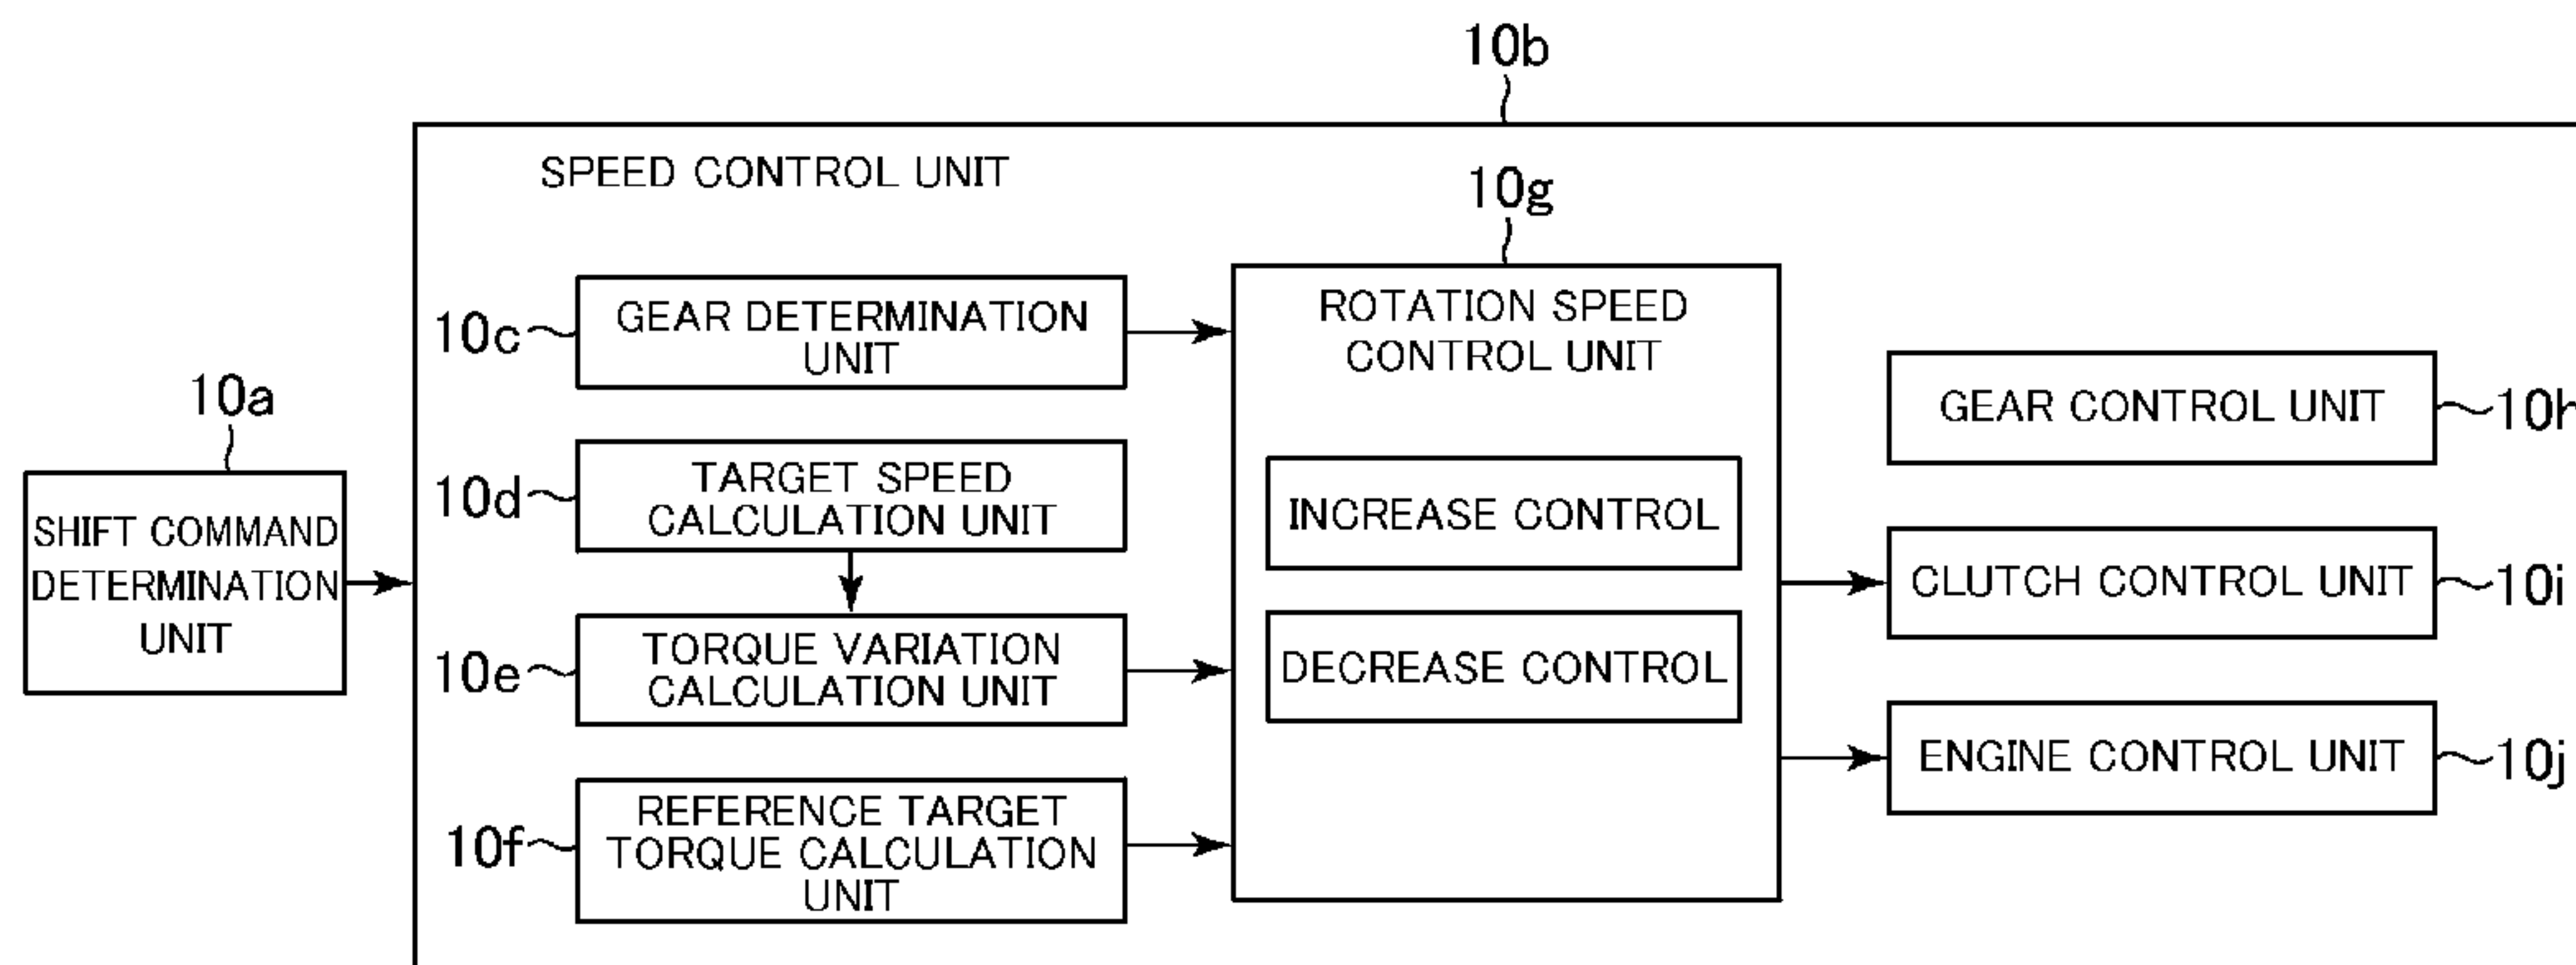 10b
SPEED CONTROL UNIT
10g
10c
GEAR DETERMINATION
UNIT
ROTATION SPEED
CONTROL UNIT
10a
SHIFT COMMAND
DETERMINATION
UNIT
10d
TARGET SPEED
CALCULATION UNIT
INCREASE CONTROL
DECREASE CONTROL
10e
TORQUE VARIATION
CALCULATION UNIT
10f
REFERENCE TARGET
TORQUE CALCULATION
UNIT
GEAR CONTROL UNIT
10h
CLUTCH CONTROL UNIT
10i
ENGINE CONTROL UNIT
10j